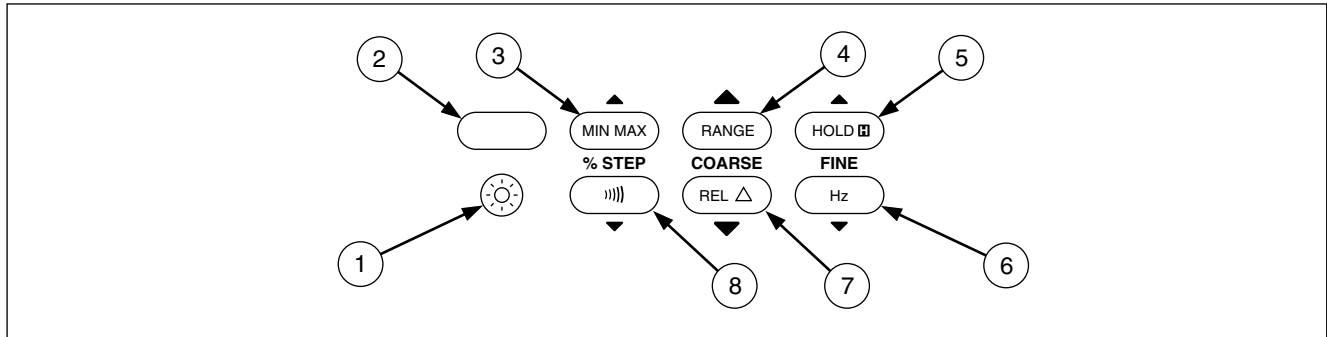 2 3 4 5
MIN MAX RANGE HOLD H
% STEP COARSE FINE
REL △ Hz
1 8 7 6